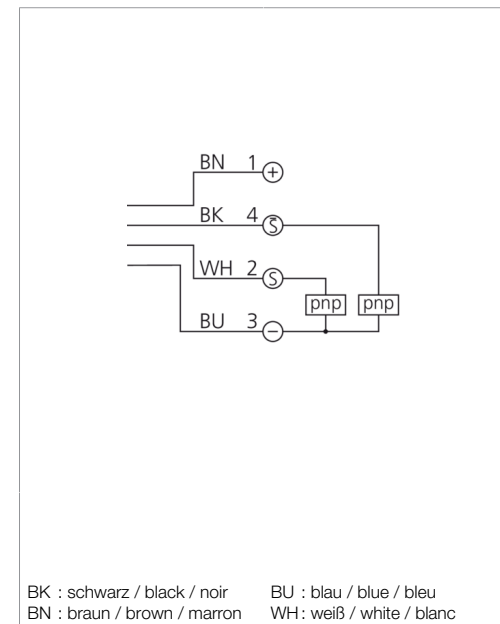 BN 1 +
BK 4 S̄
WH 2 S
pnp pnp
BU 3 −
BK : schwarz / black / noir BU : blau / blue / bleu
BN : braun / brown / marron WH : weiß / white / blanc